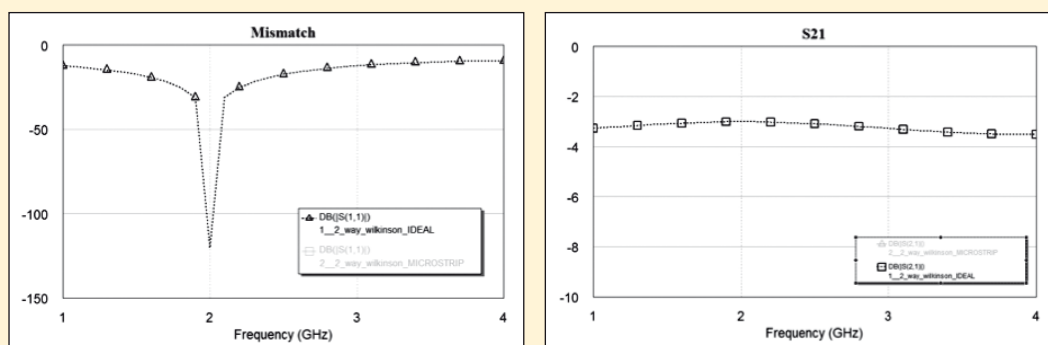 Mismatch
0
-50
-100
-150
DB(|S(1,1)|)
1__2_way_wilkinson_IDEAL
DB(|S(1,1)|)
2__2_way_wilkinson_MICROSTRIP
1
2
3
4
Frequency (GHz)
S21
0
-2
-4
-6
-8
-10
DB(|S(2,1)|)
2__2_way_wilkinson_MICROSTRIP
DB(|S(2,1)|)
1__2_way_wilkinson_IDEAL
1
2
3
4
Frequency (GHz)